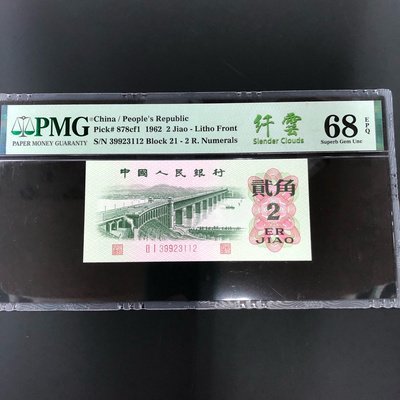 PMG
PAPER MONEY GUARANTY
China / People's Republic
Pick# 878cf1 1962 2 Jiao - Litho Front
S/N 39923112 Block 21 - 2 R. Numerals
纤雲
Slender Clouds
68 EPQ
Superb Gem Unc
中國人民銀行
貳角
2
ER
JIAO
II I 39923112